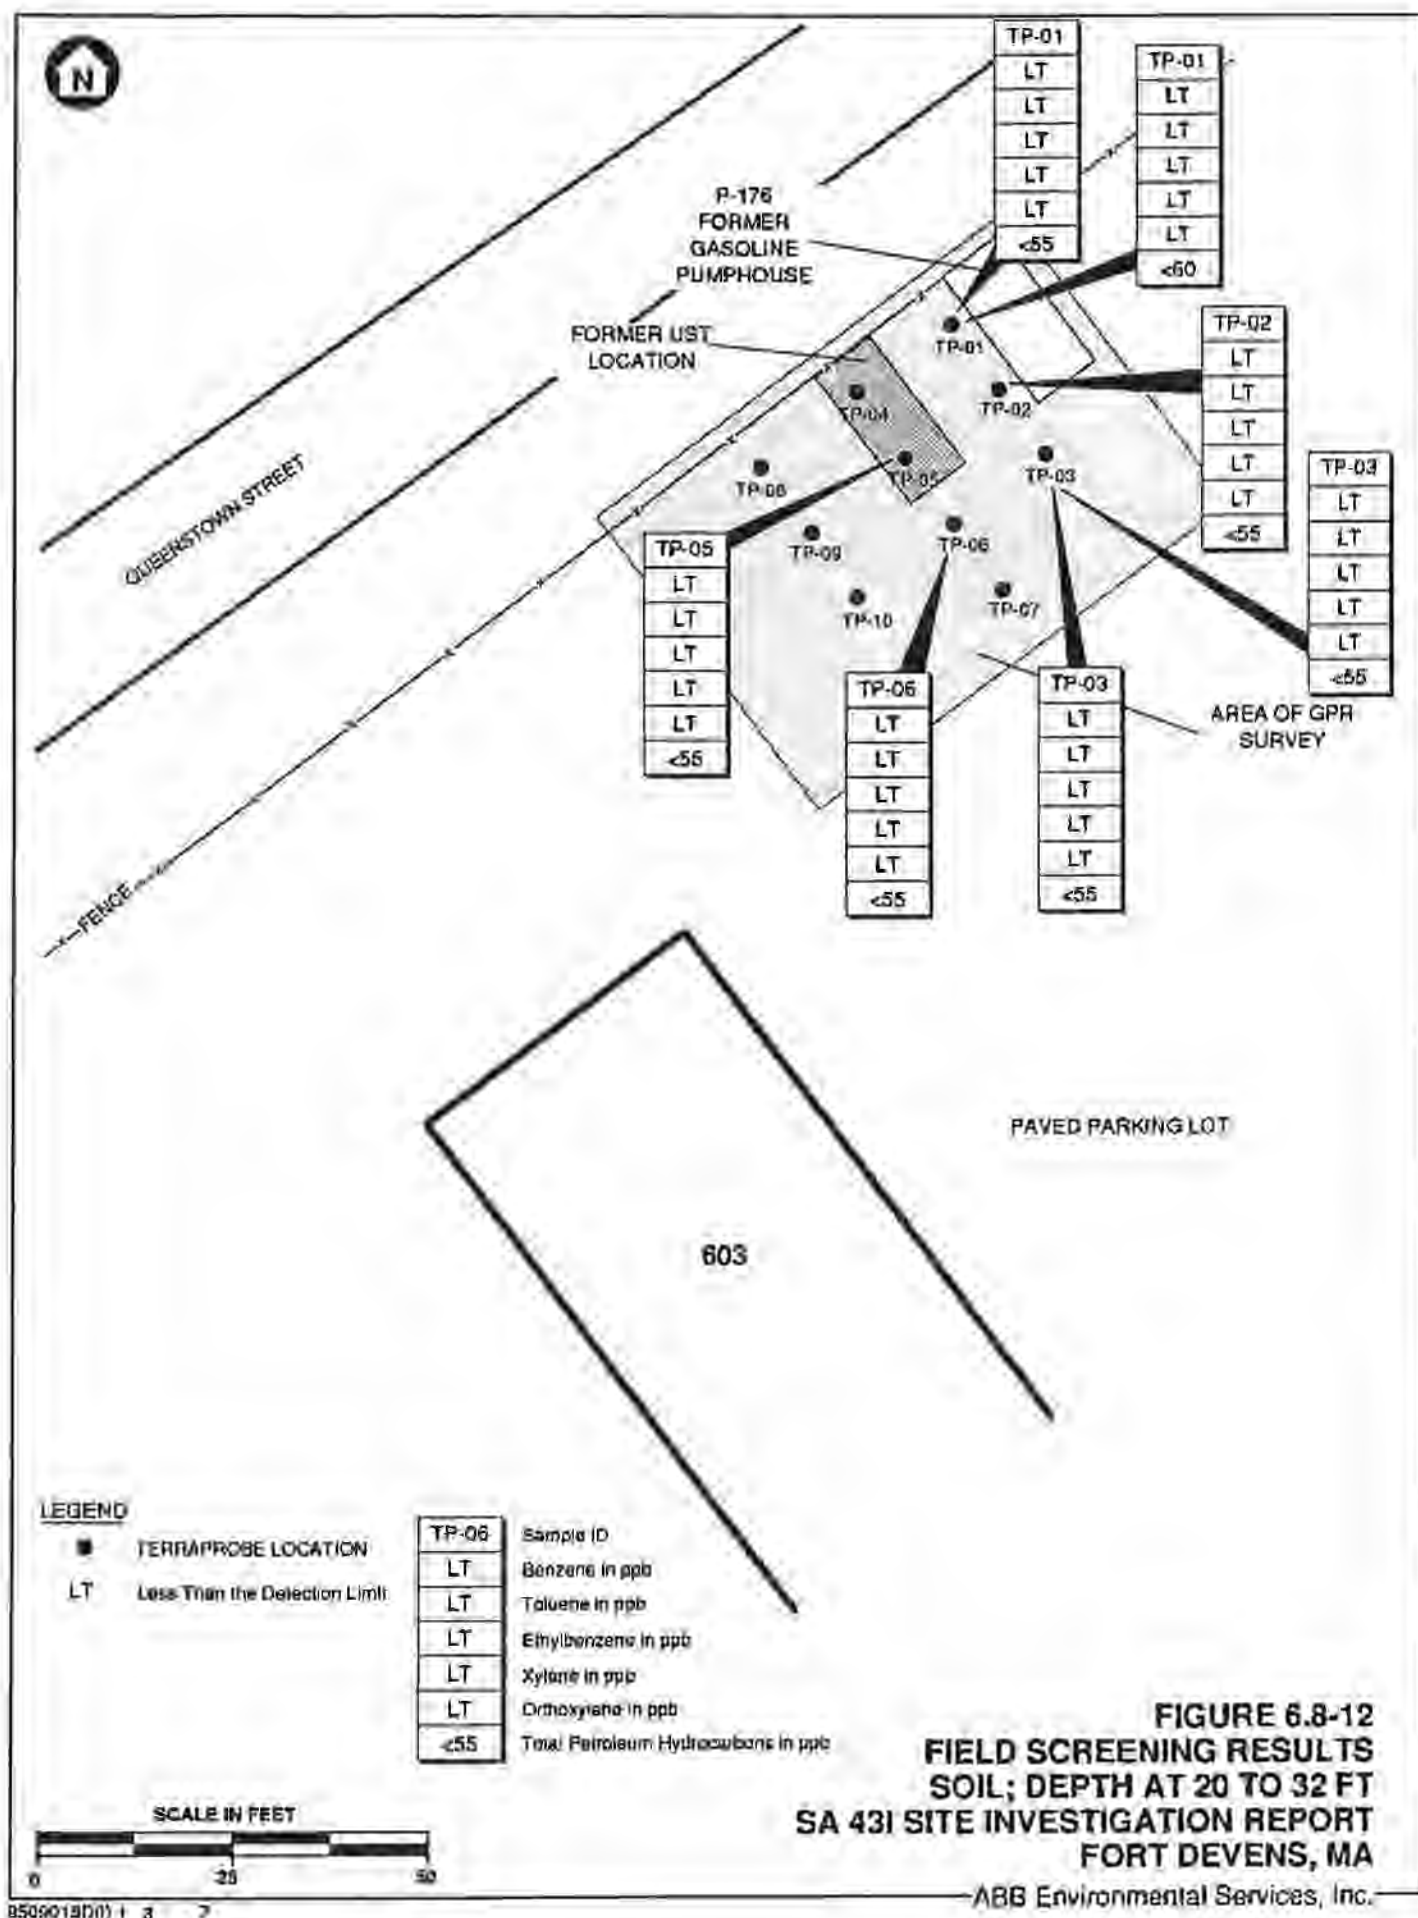 N
TP-01
LT
LT
LT
LT
LT
<55
TP-01
LT
LT
LT
LT
LT
<60
P-176
FORMER
GASOLINE
PUMPHOUSE
FORMER UST
LOCATION
TP-02
LT
LT
LT
LT
LT
<55
TP-01
TP-02
TP-03
TP-04
TP-05
TP-06
TP-07
TP-09
TP-10
TP-03
LT
LT
LT
LT
LT
<55
QUEENSTOWN STREET
TP-05
LT
LT
LT
LT
LT
<55
TP-06
LT
LT
LT
LT
LT
<55
TP-03
LT
LT
LT
LT
LT
<55
AREA OF GPR
SURVEY
FENCE
PAVED PARKING LOT
603
LEGEND
TERRAPROBE LOCATION
LT Less Than the Detection Limit
TP-06 Sample ID
LT Benzene in ppb
LT Toluene in ppb
LT Ethylbenzene in ppb
LT Xylene in ppb
LT Orthoxylene in ppb
<55 Total Petroleum Hydrocarbons in ppb
SCALE IN FEET
0 25 50
FIGURE 6.8-12
FIELD SCREENING RESULTS
SOIL; DEPTH AT 20 TO 32 FT
SA 43I SITE INVESTIGATION REPORT
FORT DEVENS, MA
ABB Environmental Services, Inc.